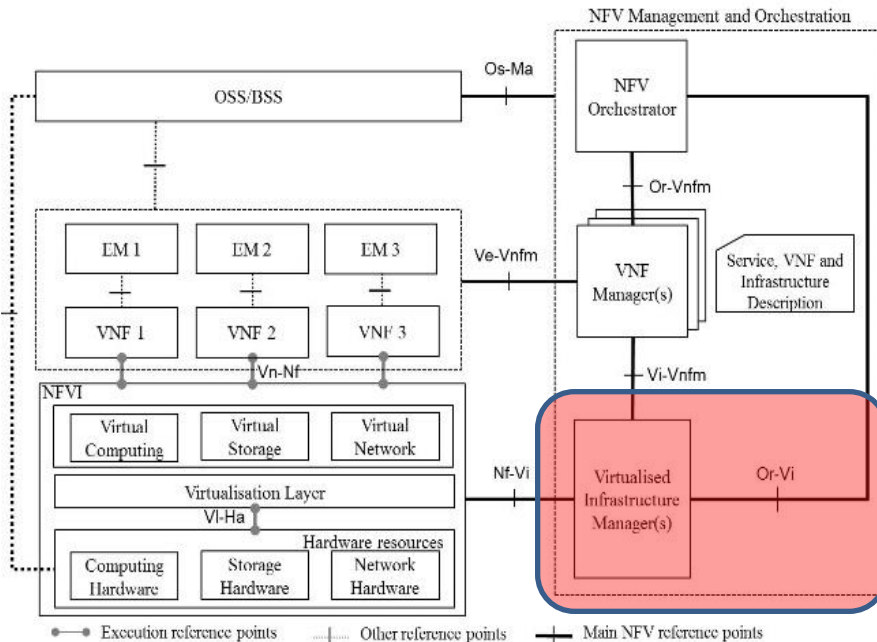 NFV Management and Orchestration
Os-Ma
OSS/BSS
NFV
Orchestrator
Or-Vnfm
EM 1
EM 2
EM 3
Ve-Vnfm
VNF
Manager(s)
Service, VNF and
Infrastructure
Description
VNF 1
VNF 2
VNF 3
Vn-Nf
Vi-Vnfm
NFVI
Virtual
Computing
Virtual
Storage
Virtual
Network
Nf-Vi
Virtualised
Infrastructure
Manager(s)
Or-Vi
Virtualisation Layer
Vl-Ha
Hardware resources
Computing
Hardware
Storage
Hardware
Network
Hardware
Execution reference points
Other reference points
Main NFV reference points